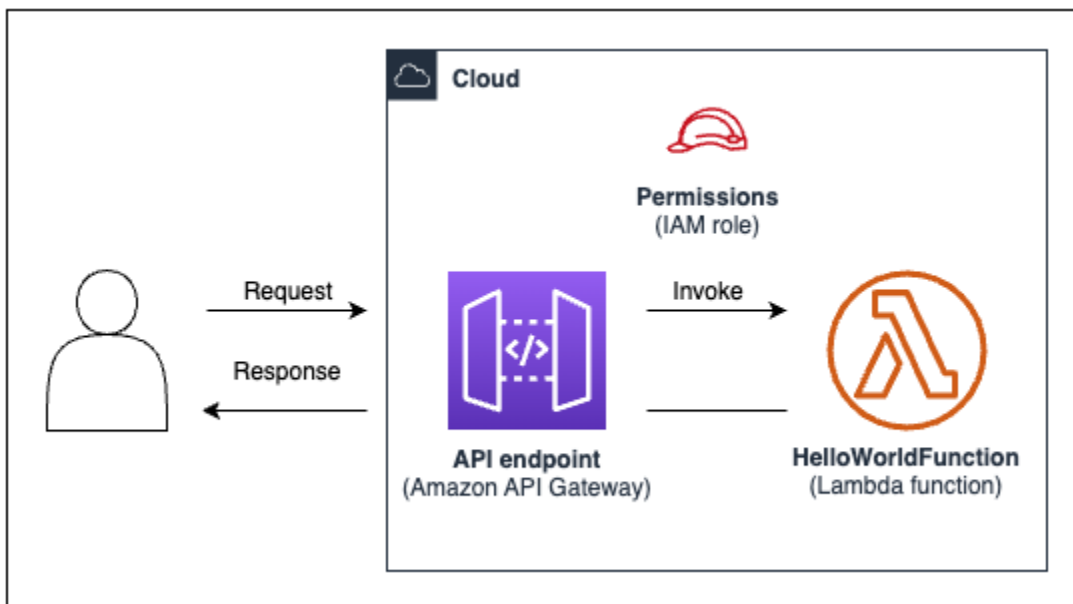 Cloud
Permissions
(IAM role)
Request
Invoke
Response
</>
API endpoint
(Amazon API Gateway)
HelloWorldFunction
(Lambda function)